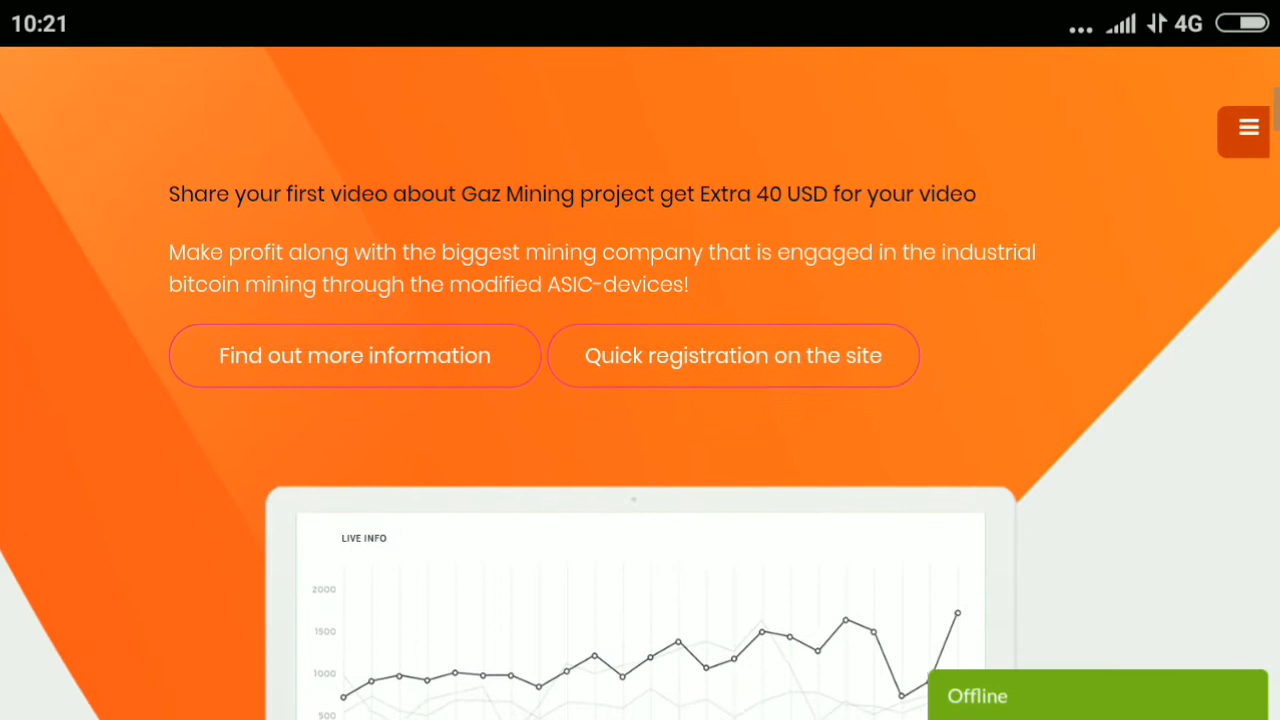 10:21
4G
Share your first video about Gaz Mining project get Extra 40 USD for your video
Make profit along with the biggest mining company that is engaged in the industrial
bitcoin mining through the modified ASIC-devices!
Find out more information
Quick registration on the site
LIVE INFO
2000
1500
1000
500
Offline